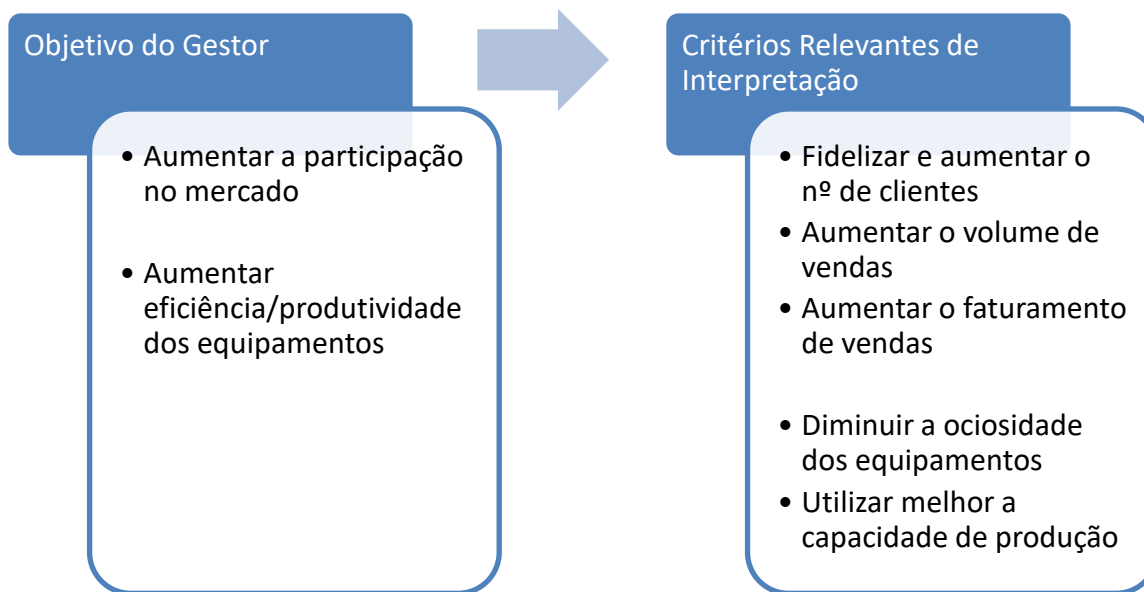 Objetivo do Gestor
• Aumentar a participação
no mercado
• Aumentar
eficiência/produtividade
dos equipamentos
Critérios Relevantes de
Interpretação
• Fidelizar e aumentar o
nº de clientes
• Aumentar o volume de
vendas
• Aumentar o faturamento
de vendas
• Diminuir a ociosidade
dos equipamentos
• Utilizar melhor a
capacidade de produção